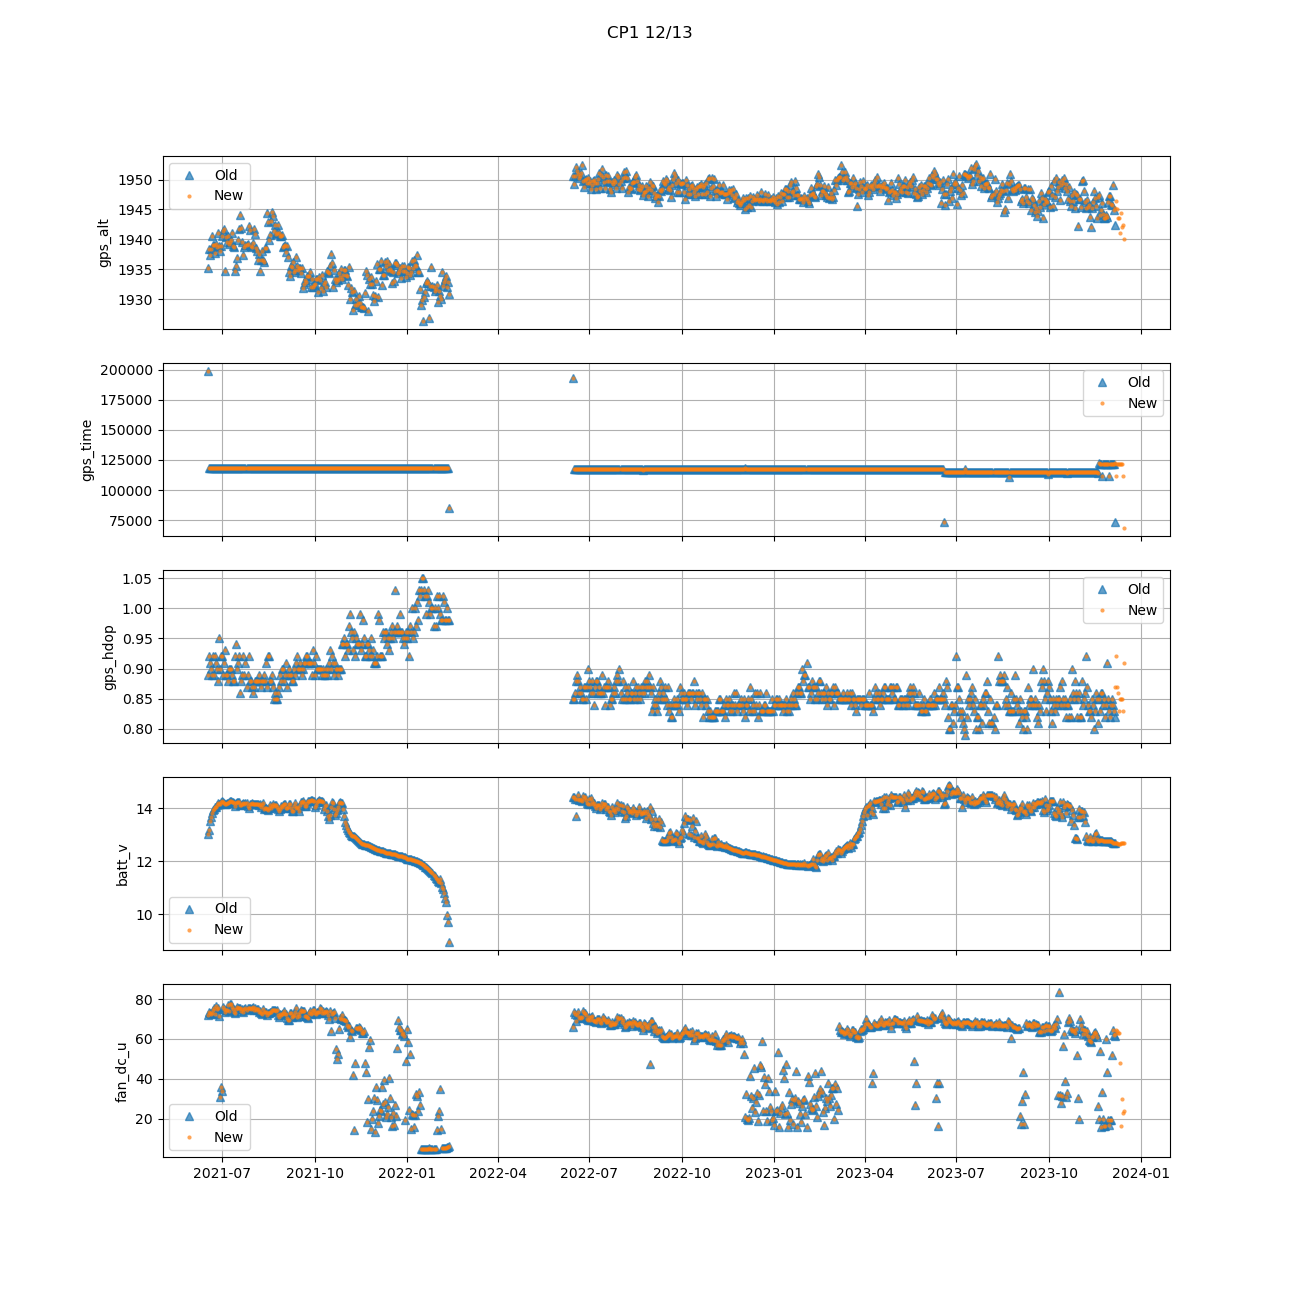 CP1 12/13
Old
New
gps_alt
1950
1945
1940
1935
1930
Old
New
gps_time
200000
175000
150000
125000
100000
75000
Old
New
gps_hdop
1.05
1.00
0.95
0.90
0.85
0.80
Old
New
batt_v
14
12
10
Old
New
fan_dc_u
80
60
40
20
2021-07 2021-10 2022-01 2022-04 2022-07 2022-10 2023-01 2023-04 2023-07 2023-10 2024-01